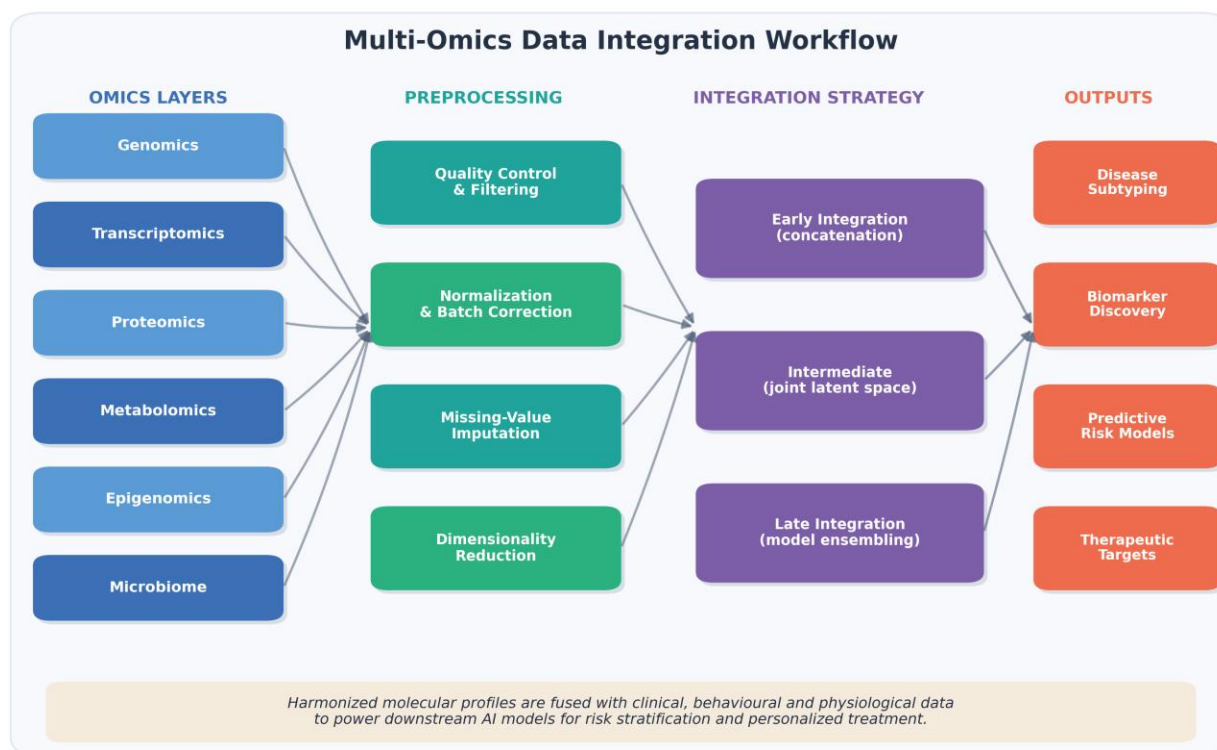 Multi-Omics Data Integration Workflow
OMICS LAYERS
Genomics
Transcriptomics
Proteomics
Metabolomics
Epigenomics
Microbiome
PREPROCESSING
Quality Control
& Filtering
Normalization
& Batch Correction
Missing-Value
Imputation
Dimensionality
Reduction
INTEGRATION STRATEGY
Early Integration
(concatenation)
Intermediate
(joint latent space)
Late Integration
(model ensembling)
OUTPUTS
Disease
Subtyping
Biomarker
Discovery
Predictive
Risk Models
Therapeutic
Targets
Harmonized molecular profiles are fused with clinical, behavioural and physiological data
to power downstream AI models for risk stratification and personalized treatment.